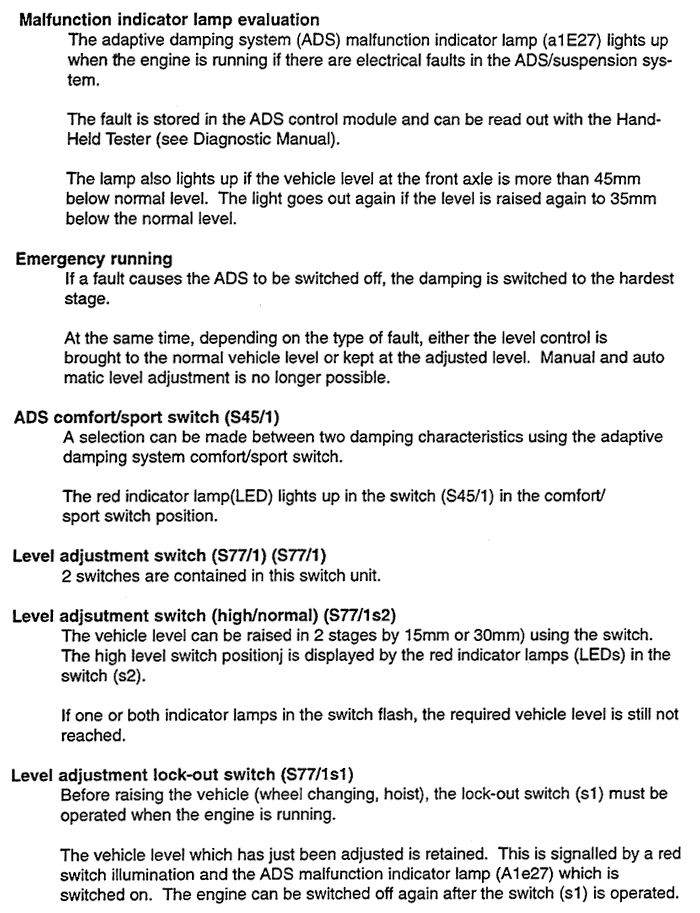 Malfunction indicator lamp evaluation
The adaptive damping system (ADS) malfunction indicator lamp (a1E27) lights up
when the engine is running if there are electrical faults in the ADS/suspension sys-
tem.
The fault is stored in the ADS control module and can be read out with the Hand-
Held Tester (see Diagnostic Manual).
The lamp also lights up if the vehicle level at the front axle is more than 45mm
below normal level.  The light goes out again if the level is raised again to 35mm
below the normal level.
Emergency running
If a fault causes the ADS to be switched off, the damping is switched to the hardest
stage.
At the same time, depending on the type of fault, either the level control is
brought to the normal vehicle level or kept at the adjusted level.  Manual and auto
matic level adjustment is no longer possible.
ADS comfort/sport switch (S45/1)
A selection can be made between two damping characteristics using the adaptive
damping system comfort/sport switch.
The red indicator lamp(LED) lights up in the switch (S45/1) in the comfort/
sport switch position.
Level adjustment switch (S77/1) (S77/1)
2 switches are contained in this switch unit.
Level adjsutment switch (high/normal) (S77/1s2)
The vehicle level can be raised in 2 stages by 15mm or 30mm) using the switch.
The high level switch positionj is displayed by the red indicator lamps (LEDs) in the
switch (s2).
If one or both indicator lamps in the switch flash, the required vehicle level is still not
reached.
Level adjustment lock-out switch (S77/1s1)
Before raising the vehicle (wheel changing, hoist), the lock-out switch (s1) must be
operated when the engine is running.
The vehicle level which has just been adjusted is retained.  This is signalled by a red
switch illumination and the ADS malfunction indicator lamp (A1e27) which is
switched on.  The engine can be switched off again after the switch (s1) is operated.